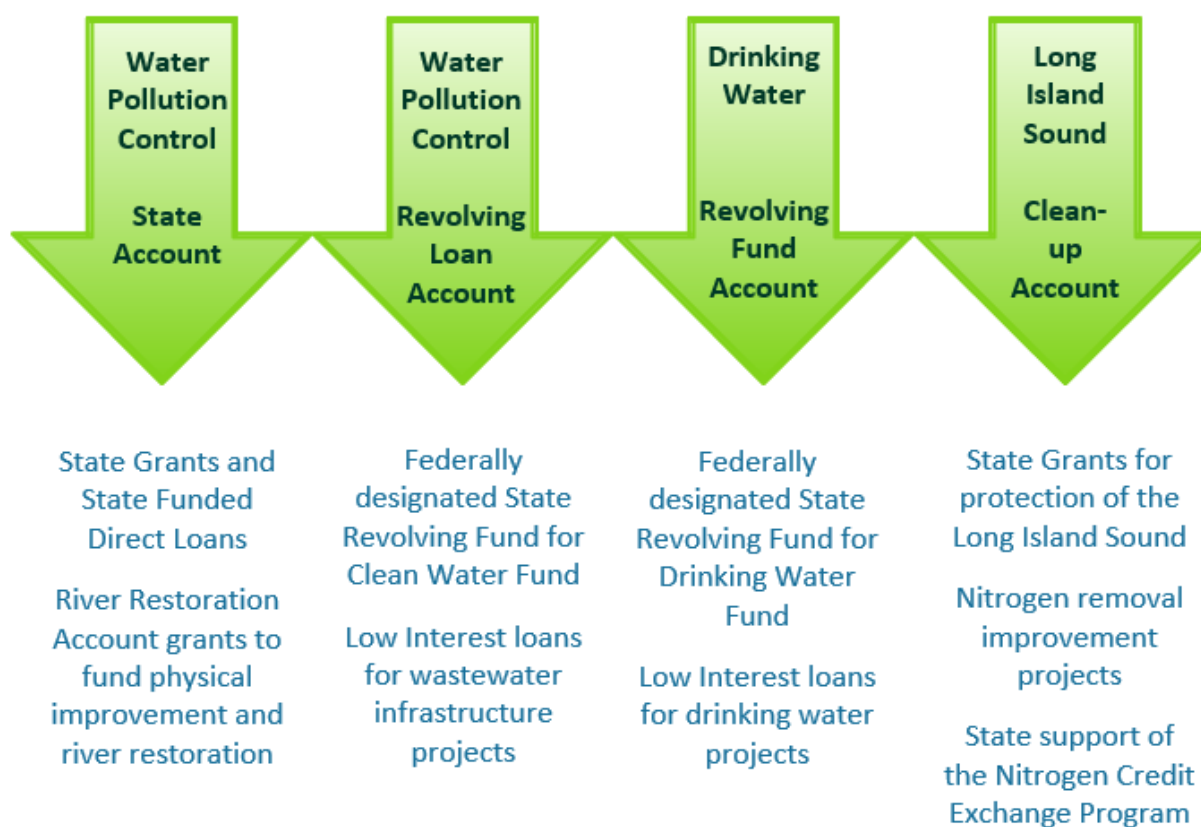 Water
Pollution
Control
State
Account
Water
Pollution
Control
Revolving
Loan
Account
Drinking
Water
Revolving
Fund
Account
Long
Island
Sound
Clean-
up
Account
State Grants and
State Funded
Direct Loans
River Restoration
Account grants to
fund physical
improvement and
river restoration
Federally
designated State
Revolving Fund for
Clean Water Fund
Low Interest loans
for wastewater
infrastructure
projects
Federally
designated State
Revolving Fund for
Drinking Water
Fund
Low Interest loans
for drinking water
projects
State Grants for
protection of the
Long Island Sound
Nitrogen removal
improvement
projects
State support of
the Nitrogen Credit
Exchange Program